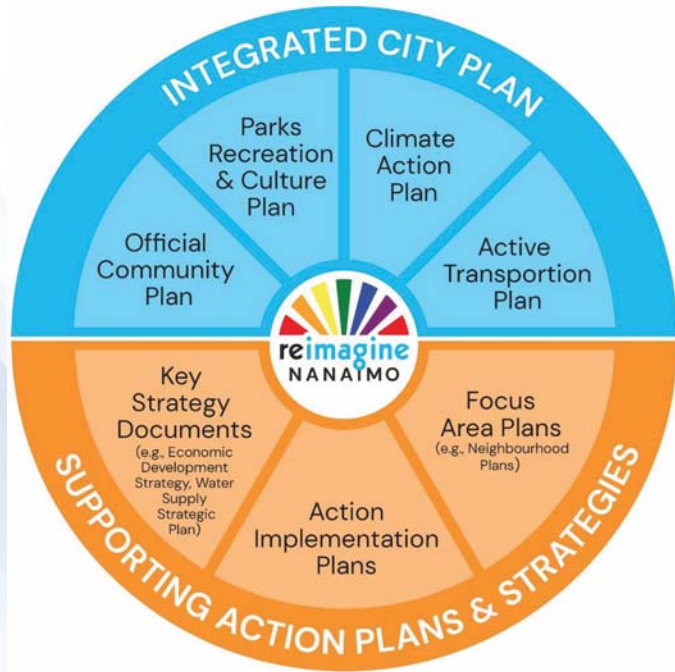 INTEGRATED CITY PLAN
Parks
Recreation
& Culture
Plan
Climate
Action
Plan
Official
Community
Plan
Active
Transportion
Plan
reimagine
NANAIMO
Key
Strategy
Documents
(e.g., Economic
Development
Strategy, Water
Supply
Strategic
Plan)
Action
Implementation
Plans
Focus
Area Plans
(e.g., Neighbourhood
Plans)
SUPPORTING ACTION PLANS & STRATEGIES